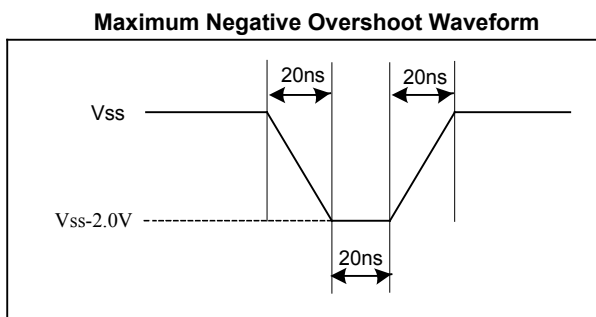 Maximum Negative Overshoot Waveform
20ns 20ns
Vss
Vss-2.0V
20ns